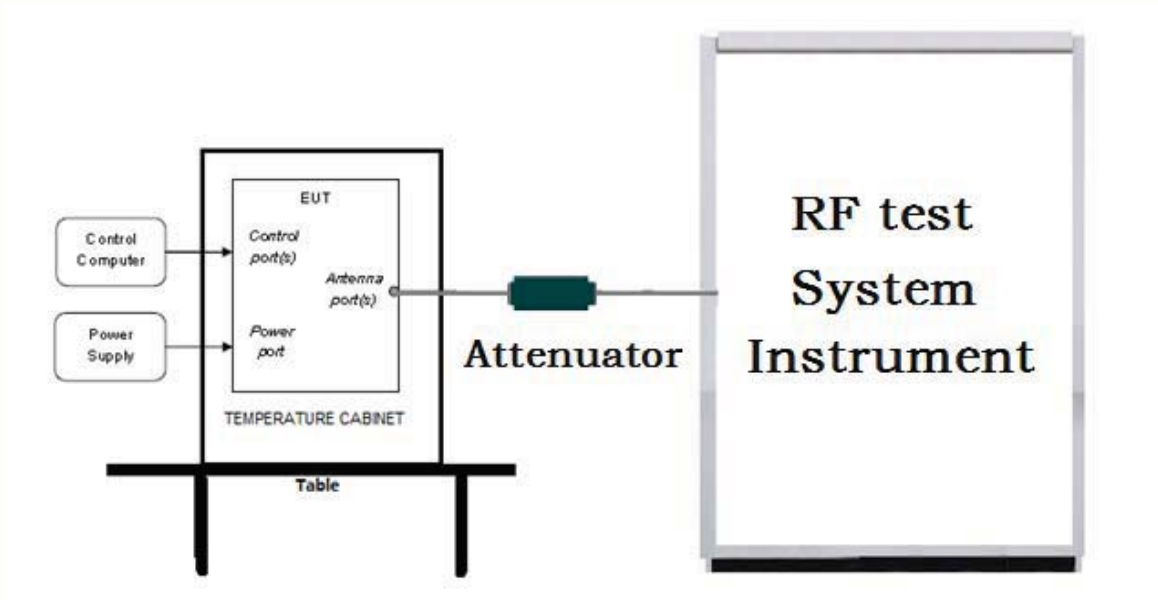 Control
Computer
Power
Supply
EUT
Control
port(s)
Antenna
port(s)
Power
port
TEMPERATURE CABINET
Table
Attenuator
RF test
System
Instrument